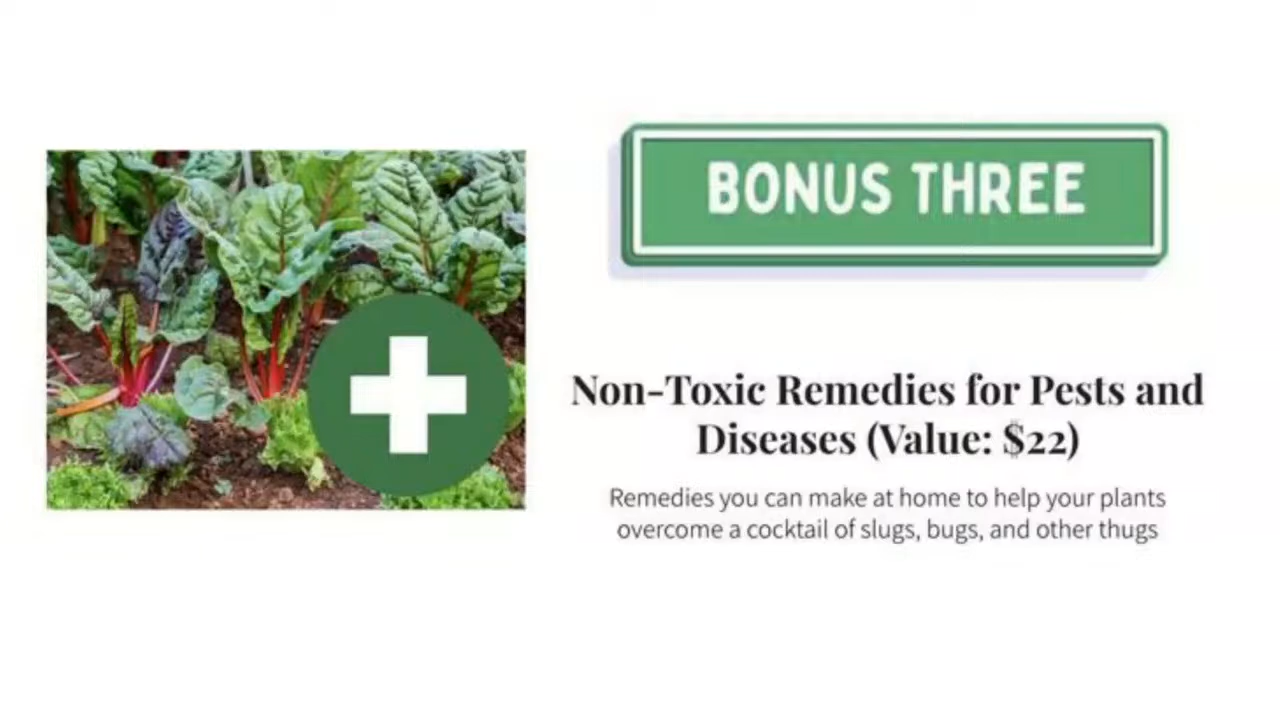 BONUS THREE
Non-Toxic Remedies for Pests and
Diseases (Value: $22)
Remedies you can make at home to help your plants
overcome a cocktail of slugs, bugs, and other thugs